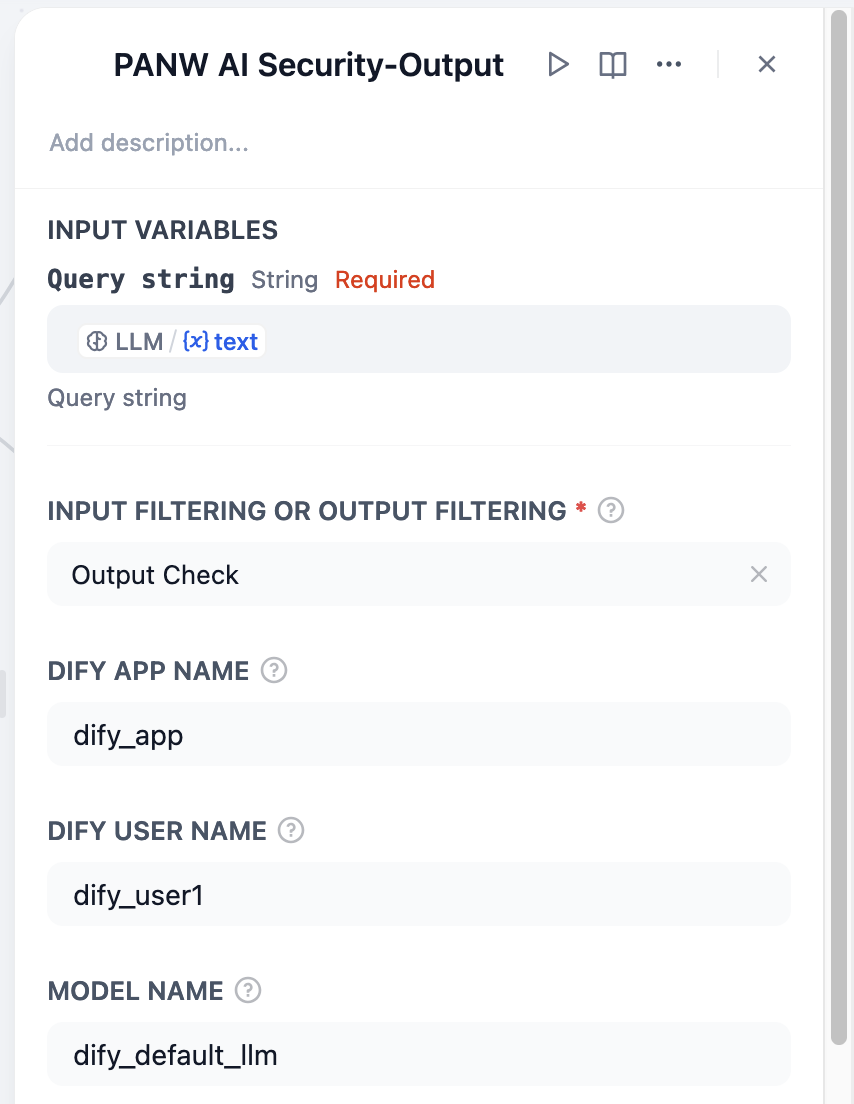 PANW AI Security-Output
Add description...
INPUT VARIABLES
Query string String Required
LLM / {x} text
Query string
INPUT FILTERING OR OUTPUT FILTERING *
Output Check
DIFY APP NAME
dify_app
DIFY USER NAME
dify_user1
MODEL NAME
dify_default_llm